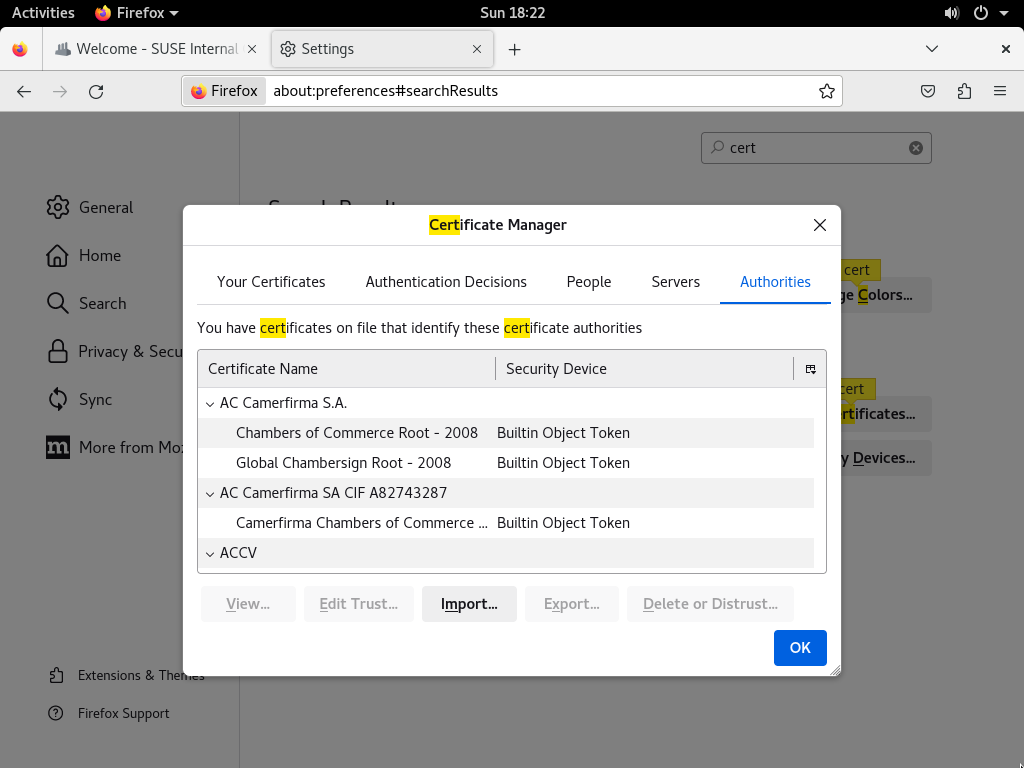 Activities Firefox Sun 18:22
Welcome - SUSE Internal Settings
Firefox about:preferences#searchResults
cert
General
Home
Search
Privacy & Secu
Sync
More from Moz
Extensions & Themes
Firefox Support
Search Results
cert
ge Colors...
cert
rtificates...
y Devices...
Certificate Manager
Your Certificates Authentication Decisions People Servers Authorities
You have certificates on file that identify these certificate authorities
Certificate Name Security Device
AC Camerfirma S.A.
Chambers of Commerce Root - 2008 Builtin Object Token
Global Chambersign Root - 2008 Builtin Object Token
AC Camerfirma SA CIF A82743287
Camerfirma Chambers of Commerce ... Builtin Object Token
ACCV
View... Edit Trust... Import... Export... Delete or Distrust...
OK